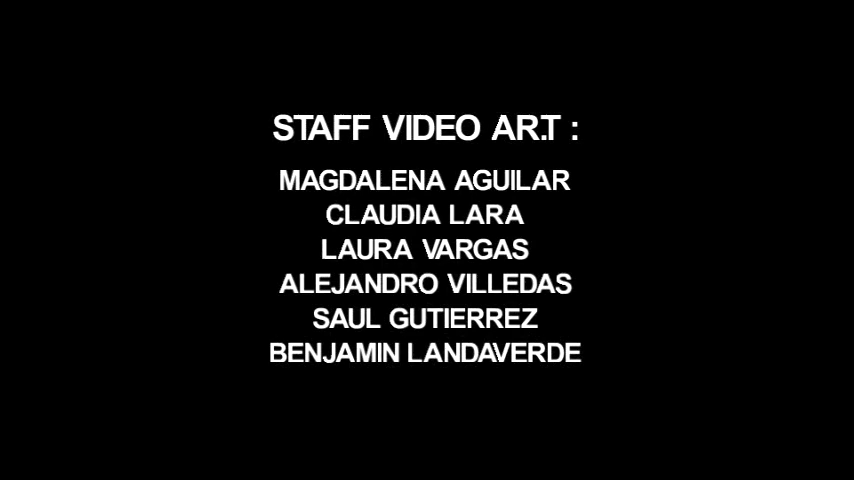 STAFF VIDEO AR.T :
MAGDALENA AGUILAR
CLAUDIA LARA
LAURA VARGAS
ALEJANDRO VILLEDAS
SAUL GUTIERREZ
BENJAMIN LANDAVERDE